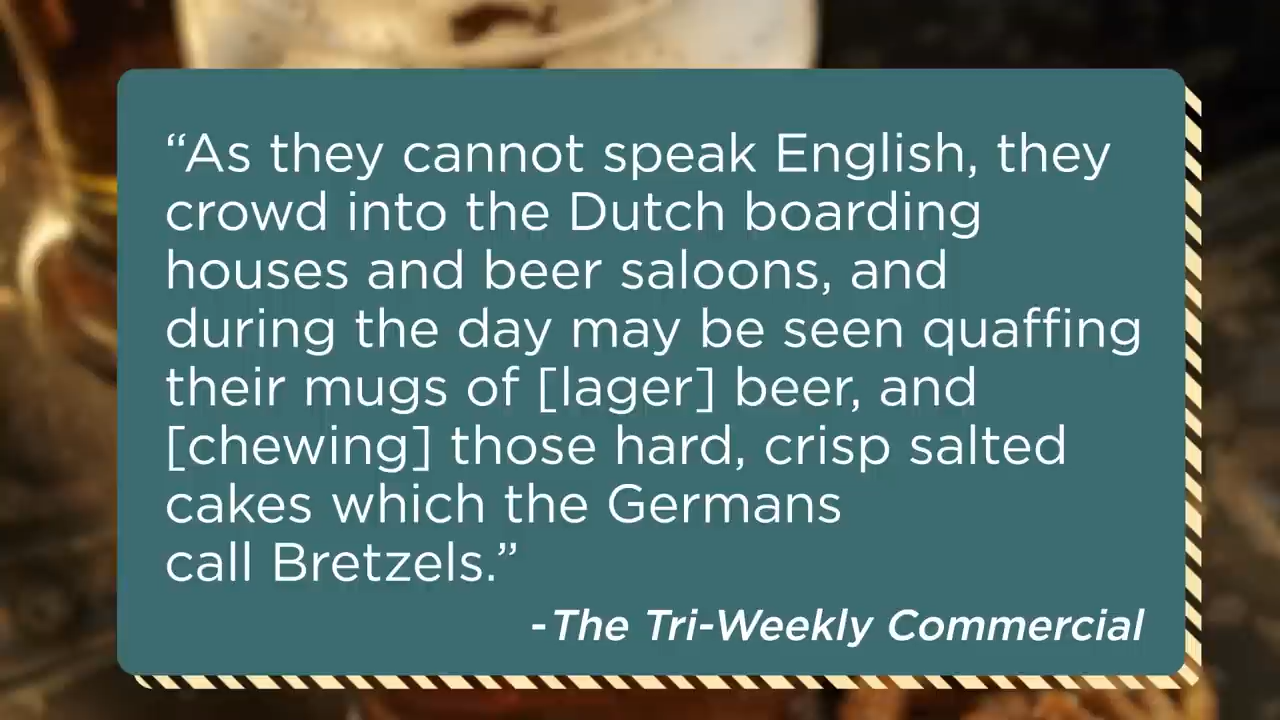 “As they cannot speak English, they
crowd into the Dutch boarding
houses and beer saloons, and
during the day may be seen quaffing
their mugs of [lager] beer, and
[chewing] those hard, crisp salted
cakes which the Germans
call Bretzels.”
-The Tri-Weekly Commercial